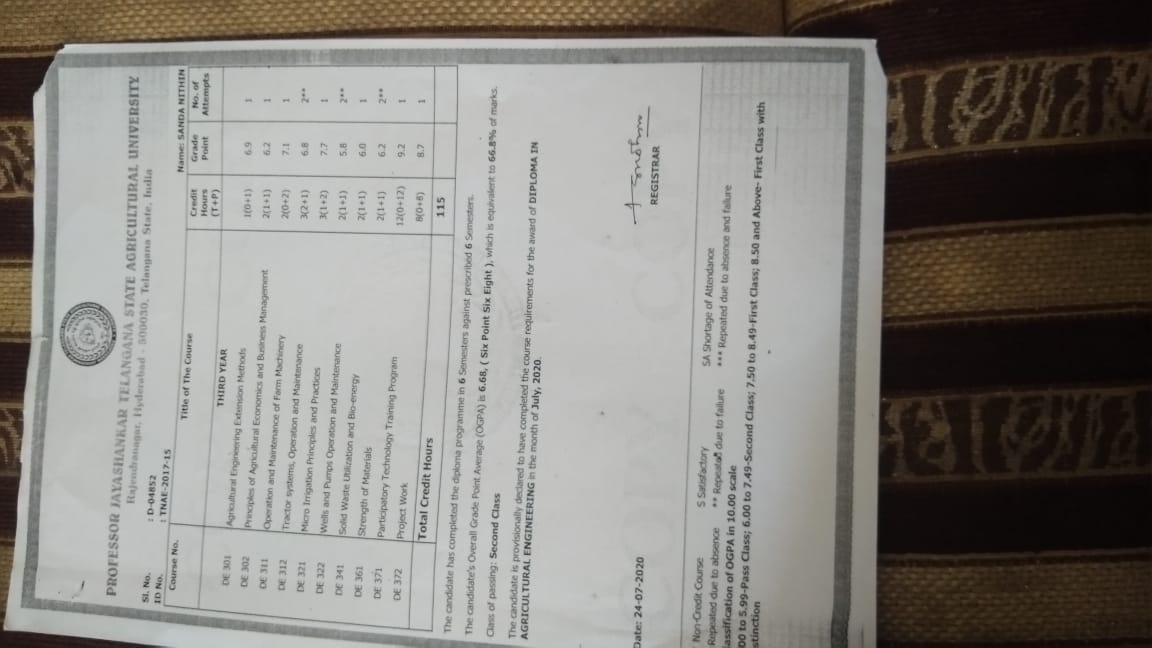 PROFESSOR JAYASHANKAR TELANGANA STATE AGRICULTURAL UNIVERSITY
Rajendranagar, Hyderabad - 500030, Telangana State, India
Sl. No. : D-04852
ID No. : TNAE-2017-15 Name: SANDA NITHIN
Course No. Title of The Course Credit Hours (T+P) Grade Point No. of Attempts
THIRD YEAR
DE 301 Agricultural Engineering Extension Methods 1(0+1) 6.9 1
DE 302 Principles of Agricultural Economics and Business Management 2(1+1) 6.2 1
DE 311 Operation and Maintenance of Farm Machinery 2(0+2) 7.1 1
DE 312 Tractor systems, Operation and Maintenance 3(2+1) 6.8 2**
DE 321 Micro Irrigation Principles and Practices 3(1+2) 7.7 1
DE 322 Wells and Pumps Operation and Maintenance 2(1+1) 5.8 2**
DE 341 Solid Waste Utilization and Bio-energy 2(1+1) 6.0 1
DE 361 Strength of Materials 2(1+1) 6.2 2**
DE 371 Participatory Technology Training Program 12(0+12) 9.2 1
DE 372 Project Work 8(0+8) 8.7 1
Total Credit Hours 115
The candidate has completed the diploma programme in 6 Semesters against prescribed 6 Semesters.
The candidate's Overall Grade Point Average (OGPA) is 6.68, ( Six Point Six Eight ), which is equivalent to 66.8% of marks.
Class of passing: Second Class
The candidate is provisionally declared to have completed the course requirements for the award of DIPLOMA IN
AGRICULTURAL ENGINEERING in the month of July, 2020.
Date: 24-07-2020
REGISTRAR
Non-Credit Course S Satisfactory SA Shortage of Attendance
Repeated due to absence ** Repeated due to failure *** Repeated due to absence and failure
assification of OGPA in 10.00 scale
00 to 5.99-Pass Class; 6.00 to 7.49-Second Class; 7.50 to 8.49-First Class; 8.50 and Above- First Class with
stinction